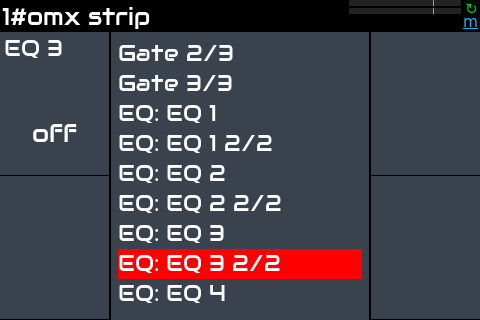 1#omx strip
m
EQ 3
off
Gate 2/3
Gate 3/3
EQ: EQ 1
EQ: EQ 1 2/2
EQ: EQ 2
EQ: EQ 2 2/2
EQ: EQ 3
EQ: EQ 3 2/2
EQ: EQ 4